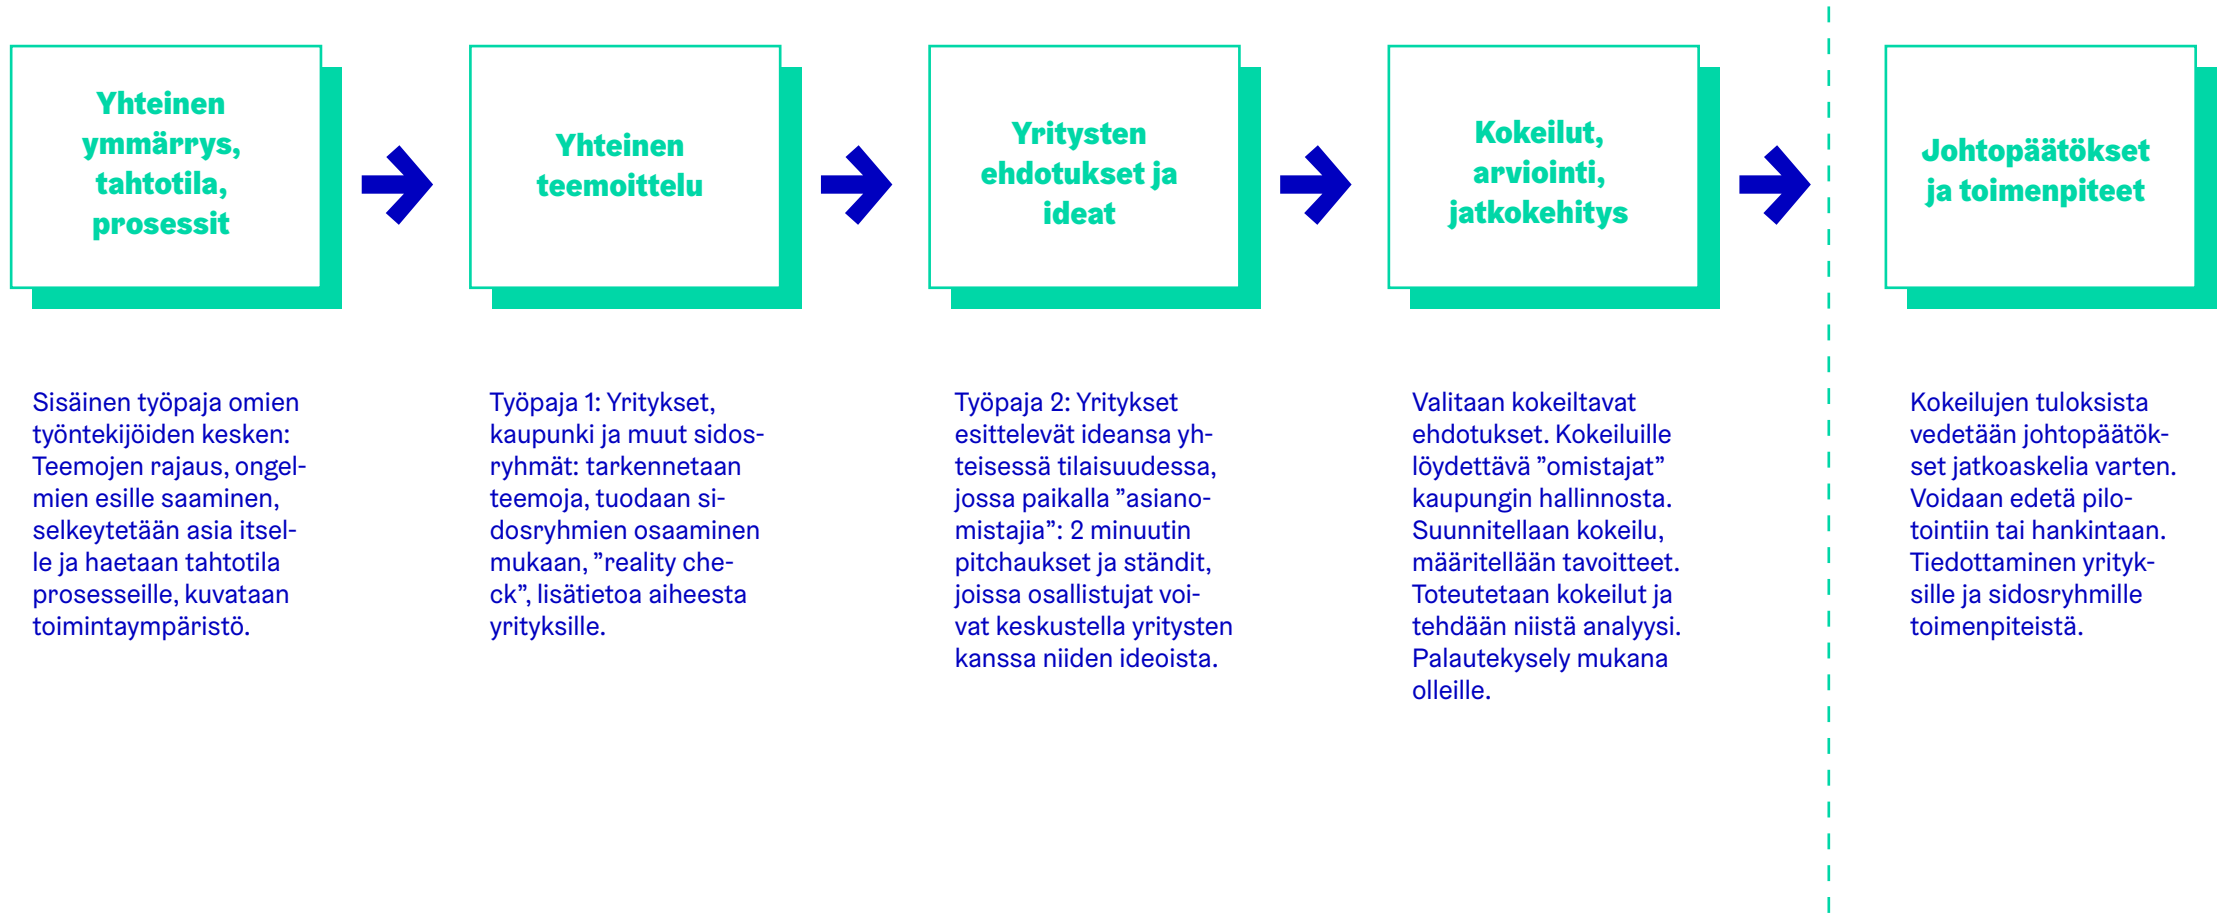 Yhteinen
ymmärrys,
tahtotila,
prosessit
Yhteinen
teemoittelu
Yritysten
ehdotukset ja
ideat
Kokeilut,
arviointi,
jatkokehitys
Johtopäätökset
ja toimenpiteet
Sisäinen työpaja omien
työntekijöiden kesken:
Teemojen rajaus, ongel-
mien esille saaminen,
selkeytetään asia itsel-
le ja haetaan tahtotila
prosesseille, kuvataan
toimintaympäristö.
Työpaja 1: Yritykset,
kaupunki ja muut sidos-
ryhmät: tarkennetaan
teemoja, tuodaan si-
dosryhmien osaaminen
mukaan, ”reality che-
ck”, lisätietoa aiheesta
yrityksille.
Työpaja 2: Yritykset
esittelevät ideansa yh-
teisessä tilaisuudessa,
jossa paikalla ”asiano-
mistajia”: 2 minuutin
pitchaukset ja ständit,
joissa osallistujat voi-
vat keskustella yritysten
kanssa niiden ideoista.
Valitaan kokeiltavat
ehdotukset. Kokeiluille
löydettävä ”omistajat”
kaupungin hallinnosta.
Suunnitellaan kokeilu,
määritellään tavoitteet.
Toteutetaan kokeilut ja
tehdään niistä analyysi.
Palautekysely mukana
olleille.
Kokeilujen tuloksista
vedetään johtopäätök-
set jatkoaskelia varten.
Voidaan edetä pilo-
tointiin tai hankintaan.
Tiedottaminen yrityk-
sille ja sidosryhmille
toimenpiteistä.